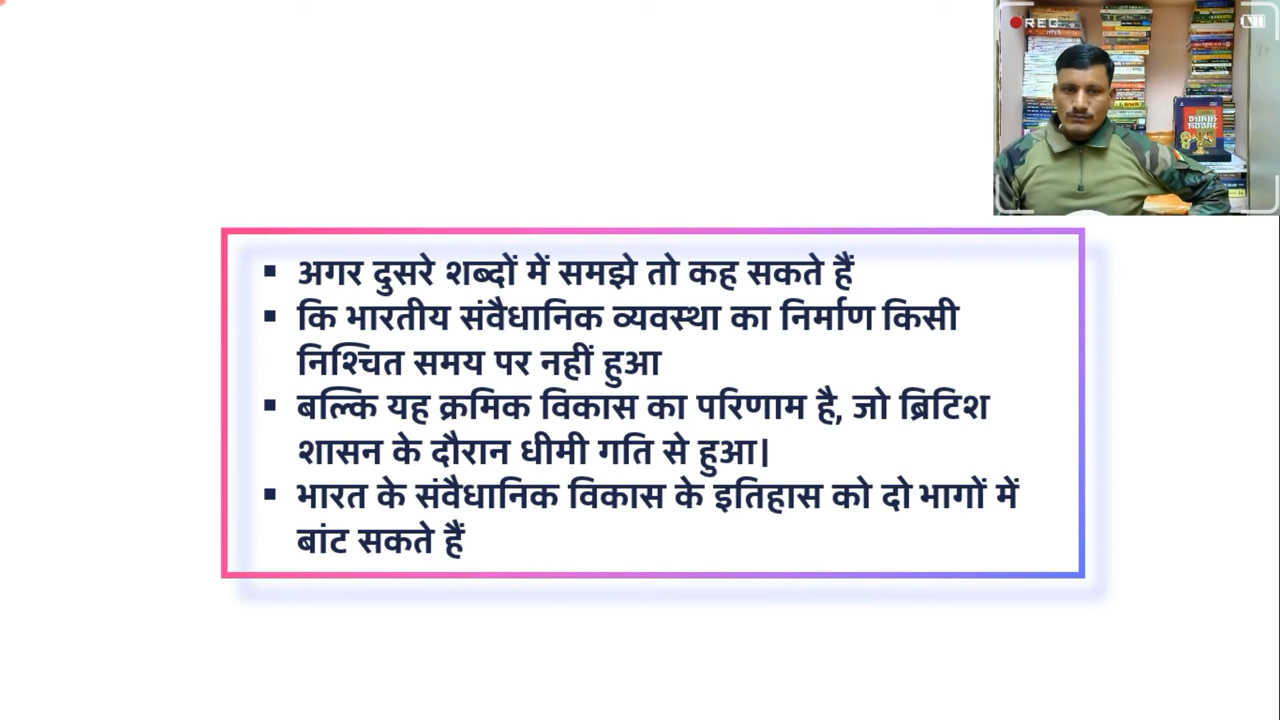 REC
▪ अगर दुसरे शब्दों में समझे तो कह सकते हैं
▪ कि भारतीय संवैधानिक व्यवस्था का निर्माण किसी
निश्चित समय पर नहीं हुआ
▪ बल्कि यह क्रमिक विकास का परिणाम है, जो ब्रिटिश
शासन के दौरान धीमी गति से हुआ।
▪ भारत के संवैधानिक विकास के इतिहास को दो भागों में
बांट सकते हैं